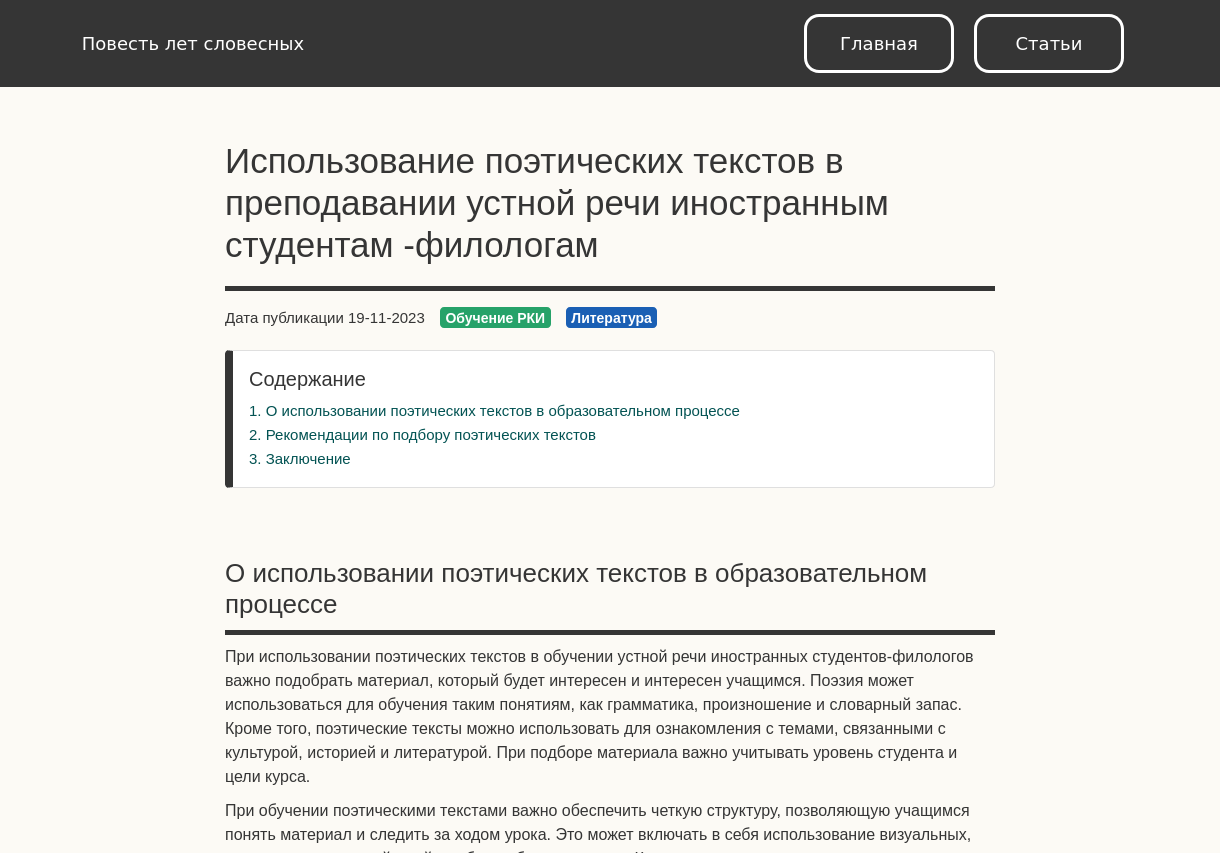 Повесть лет словесных
Главная
Статьи
Использование поэтических текстов в
преподавании устной речи иностранным
студентам -филологам
Дата публикации 19-11-2023 Обучение РКИ Литература
Содержание
1. О использовании поэтических текстов в образовательном процессе
2. Рекомендации по подбору поэтических текстов
3. Заключение
О использовании поэтических текстов в образовательном
процессе
При использовании поэтических текстов в обучении устной речи иностранных студентов-филологов
важно подобрать материал, который будет интересен и интересен учащимся. Поэзия может
использоваться для обучения таким понятиям, как грамматика, произношение и словарный запас.
Кроме того, поэтические тексты можно использовать для ознакомления с темами, связанными с
культурой, историей и литературой. При подборе материала важно учитывать уровень студента и
цели курса.
При обучении поэтическими текстами важно обеспечить четкую структуру, позволяющую учащимся
понять материал и следить за ходом урока. Это может включать в себя использование визуальных,